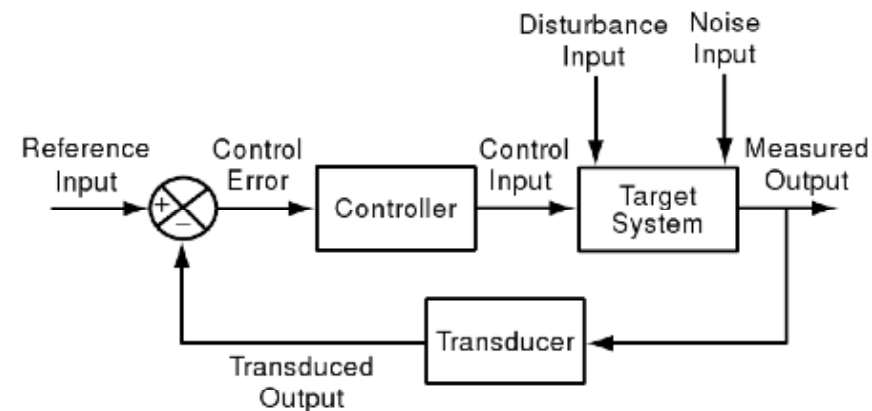 Disturbance
Input
Noise
Input
Reference
Input
+
−
Control
Error
Controller
Control
Input
Target
System
Measured
Output
Transducer
Transduced
Output